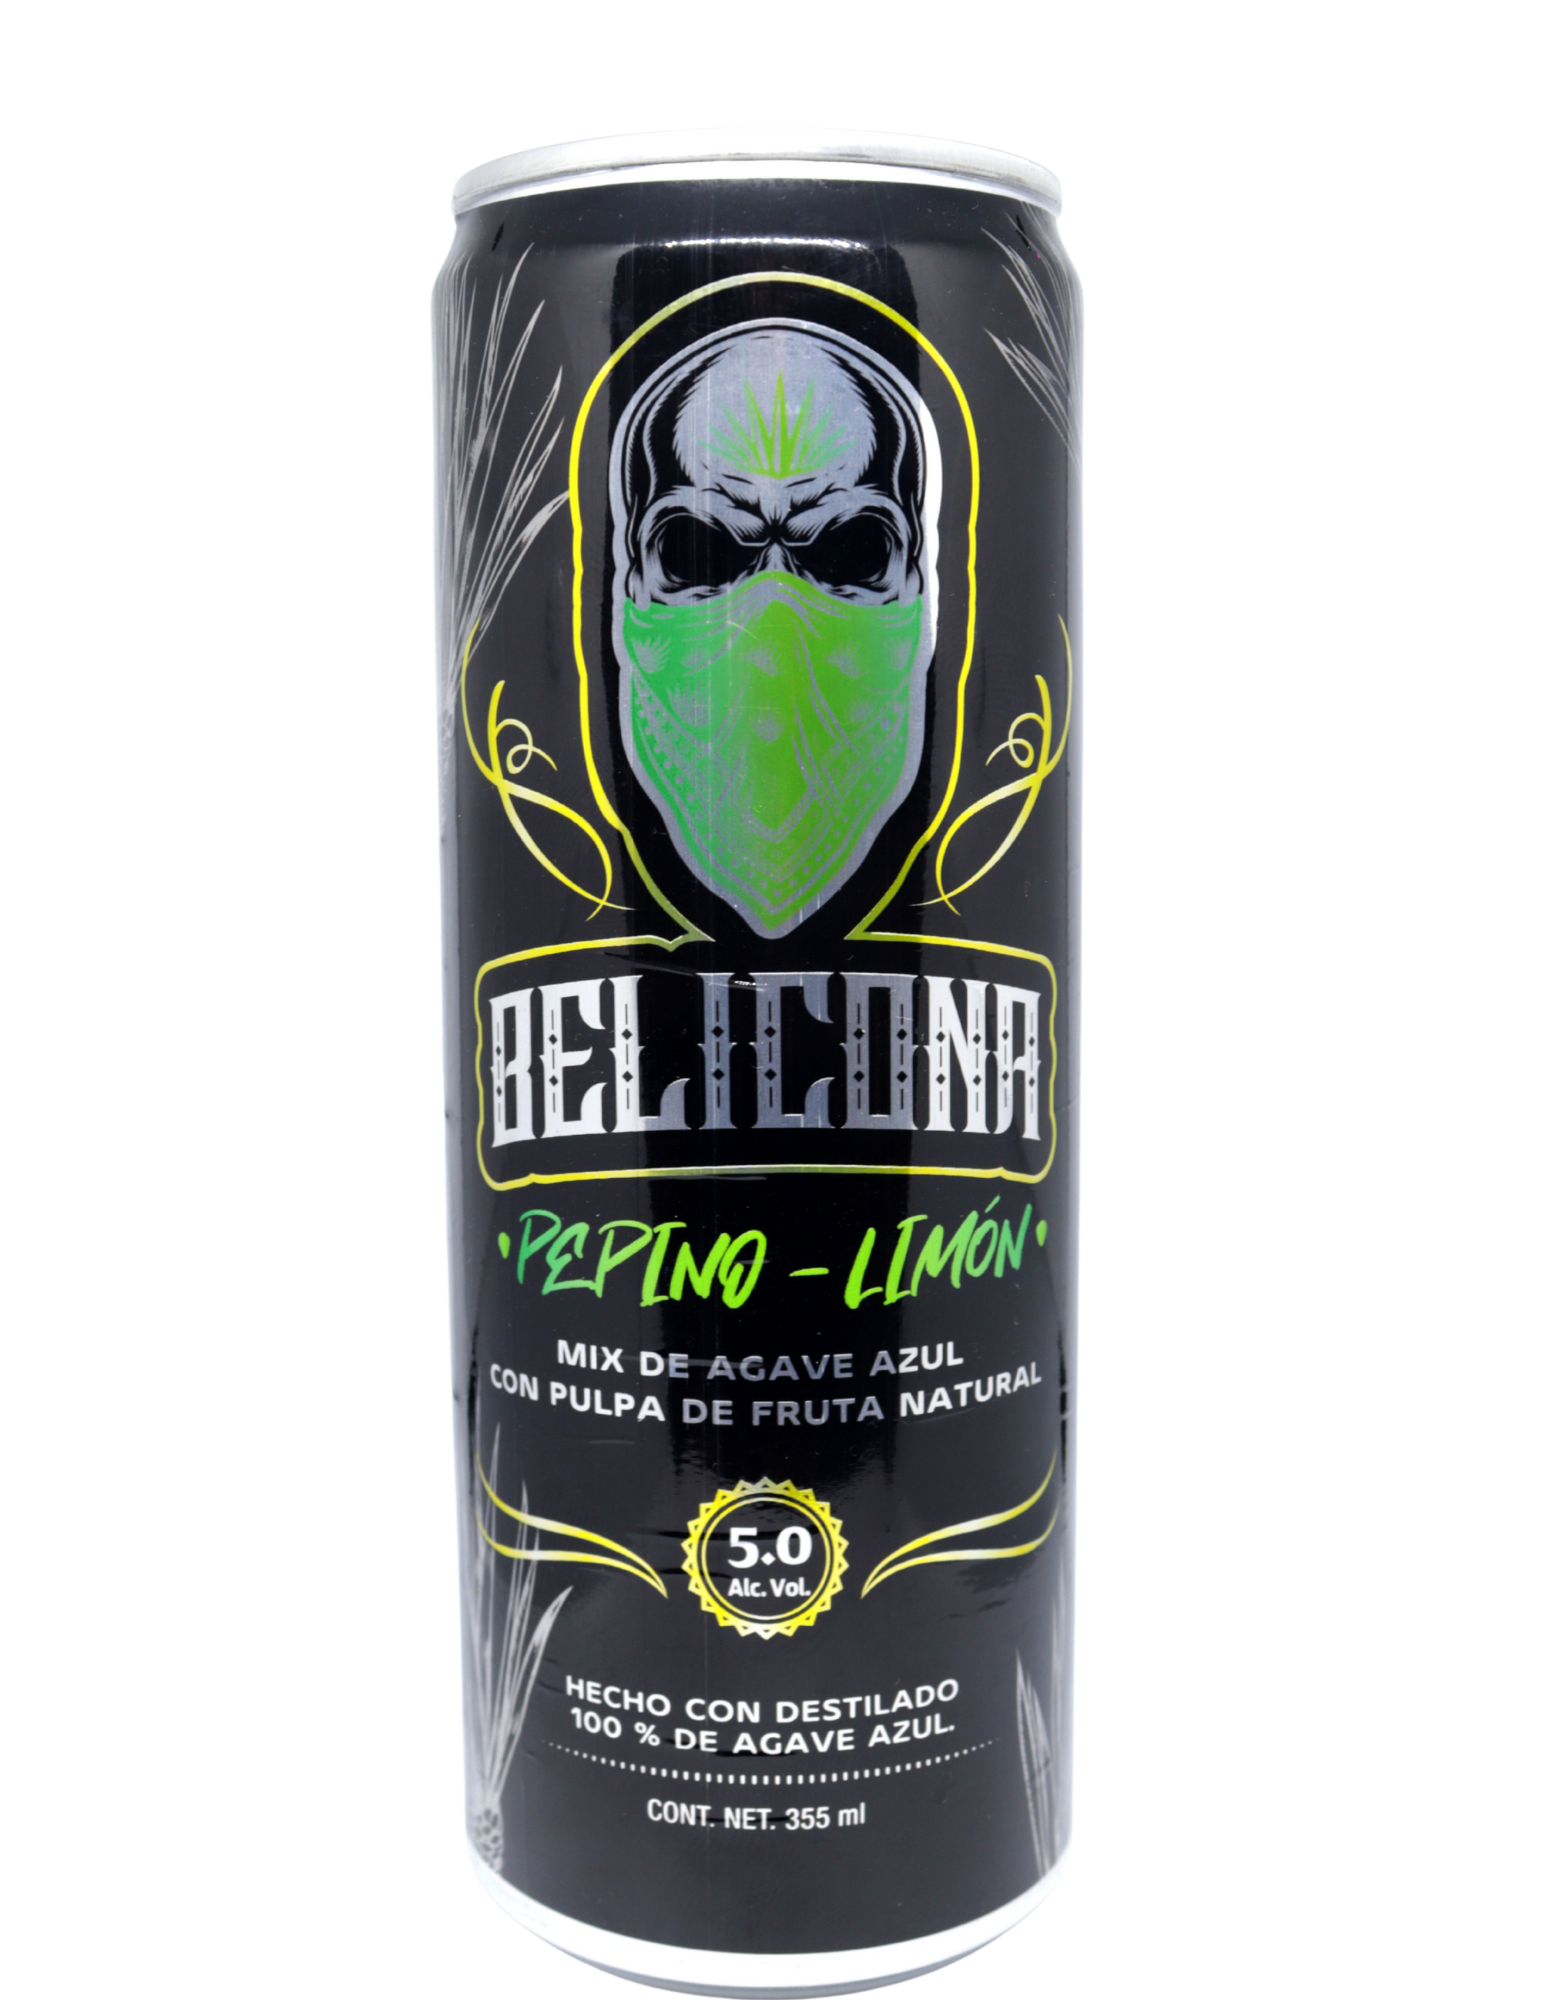 BELICONA
•PEPINO - LIMÓN•
MIX DE AGAVE AZUL
CON PULPA DE FRUTA NATURAL
5.0
Alc. Vol.
HECHO CON DESTILADO
100 % DE AGAVE AZUL.
CONT. NET. 355 ml